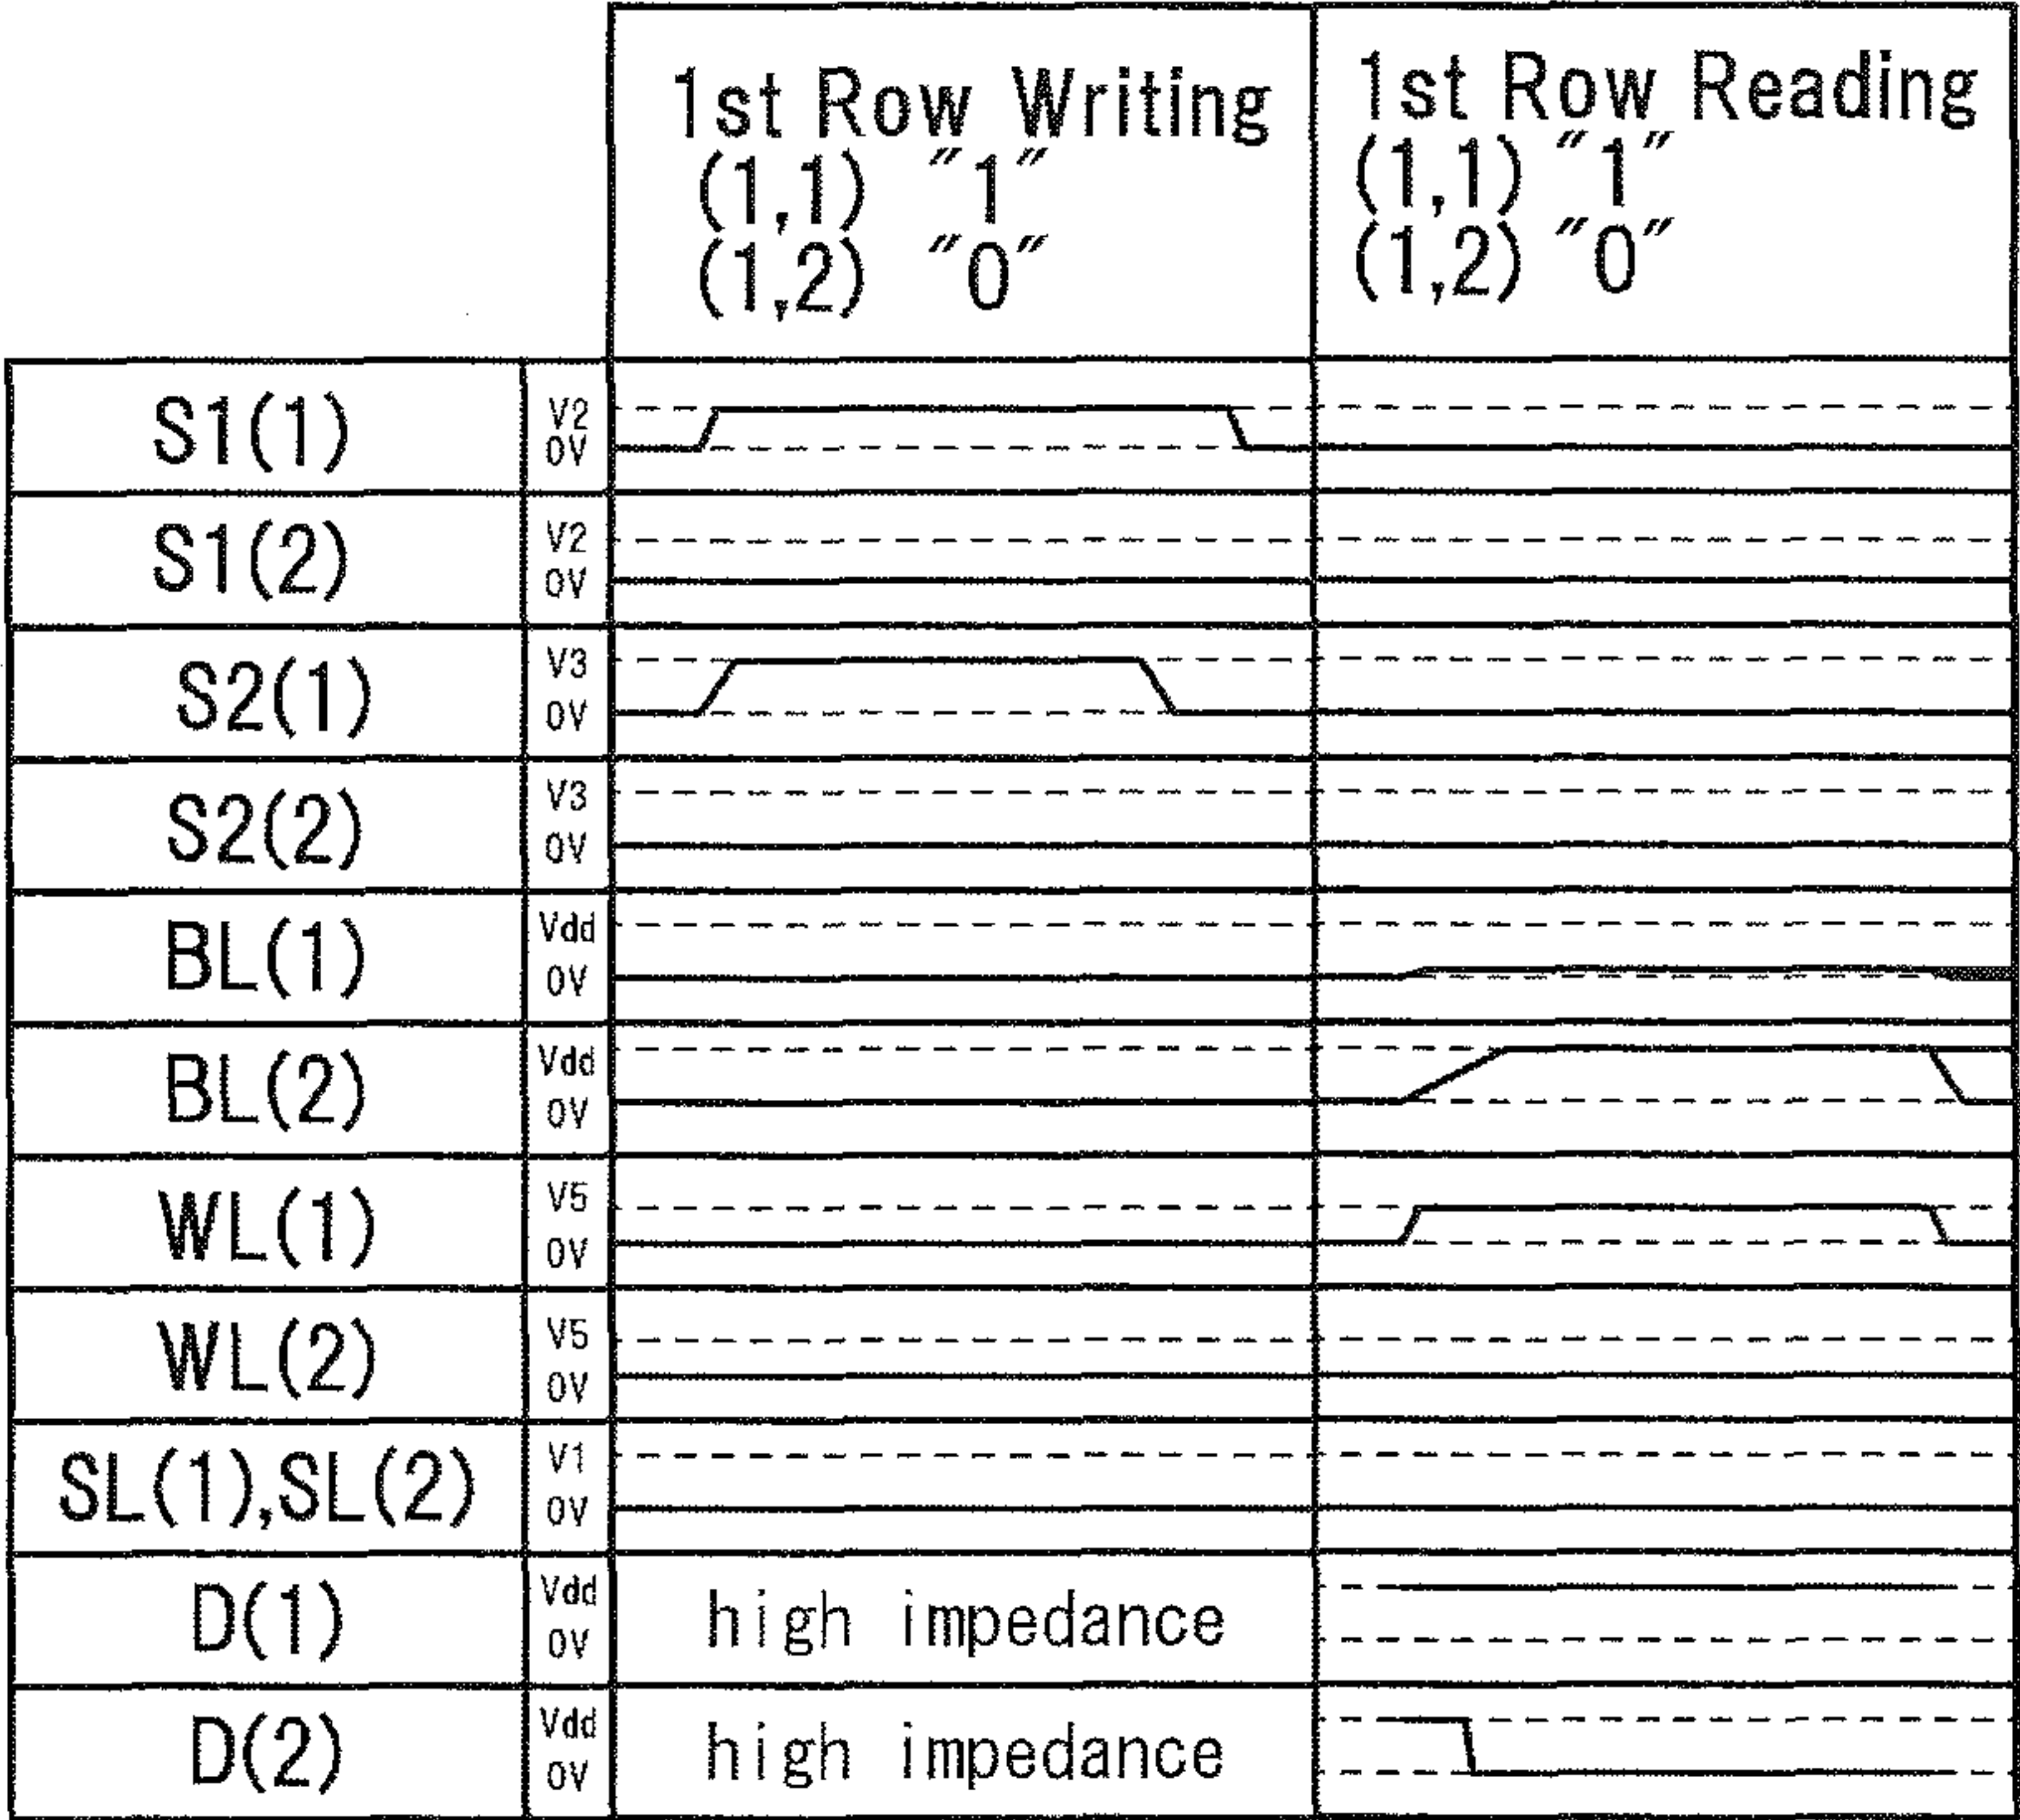 1st Row Writing
(1,1) "1"
(1,2) "0"
1st Row Reading
(1,1) "1"
(1,2) "0"
S1(1)
V2
0V
S1(2)
V2
0V
S2(1)
V3
0V
S2(2)
V3
0V
BL(1)
Vdd
0V
BL(2)
Vdd
0V
WL(1)
V5
0V
WL(2)
V5
0V
SL(1),SL(2)
V1
0V
D(1)
Vdd
0V
high impedance
D(2)
Vdd
0V
high impedance